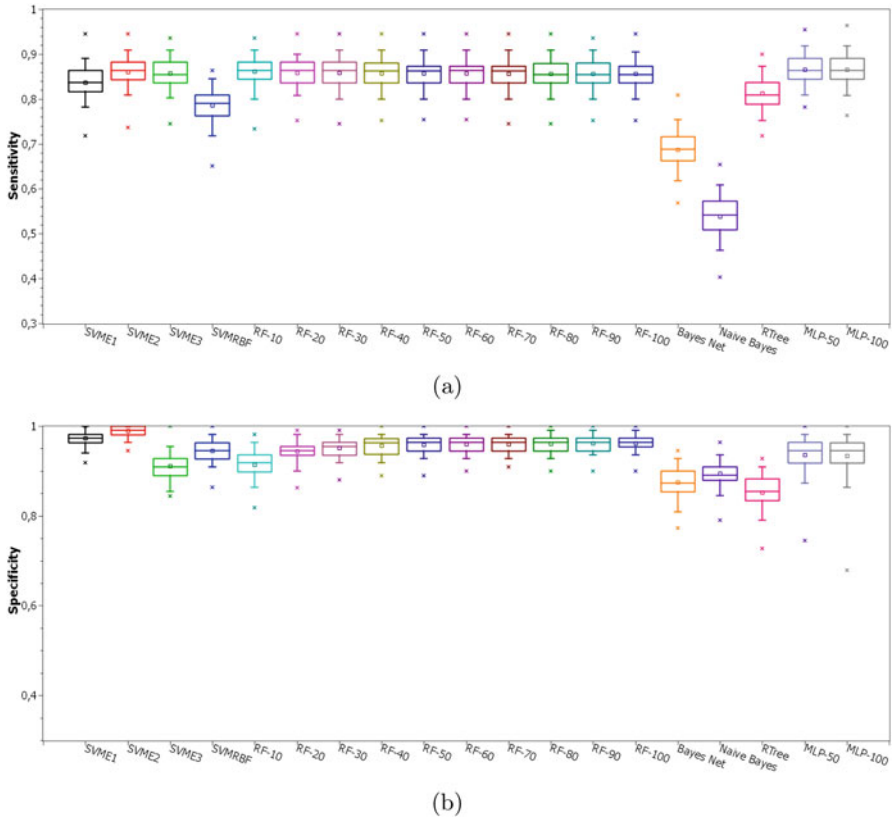 1
0,9
0,8
0,7
0,6
0,5
0,4
0,3
Sensitivity
SVME1 SVME2 SVME3 SVMRBF RF-10 RF-20 RF-30 RF-40 RF-50 RF-60 RF-70 RF-80 RF-90 RF-100 Bayes Net Naive Bayes RTree MLP-50 MLP-100
(a)
1
0,8
0,6
0,4
Specificity
SVME1 SVME2 SVME3 SVMRBF RF-10 RF-20 RF-30 RF-40 RF-50 RF-60 RF-70 RF-80 RF-90 RF-100 Bayes Net Naive Bayes RTree MLP-50 MLP-100
(b)